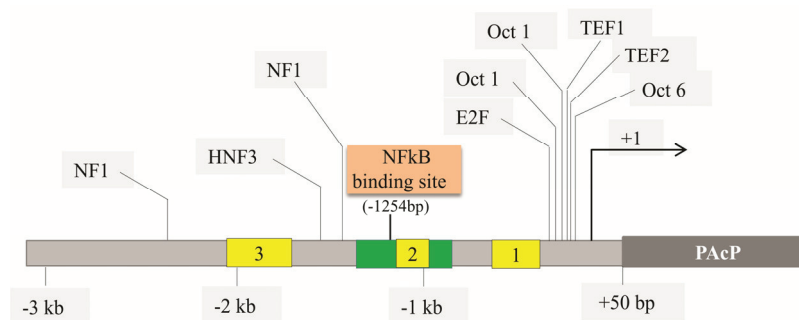 Oct 1
TEF1
NF1
TEF2
Oct 1
Oct 6
E2F
+1
HNF3
NFkB
binding site
NF1
(-1254bp)
3
2
1
PAcP
-3 kb
-2 kb
-1 kb
+50 bp